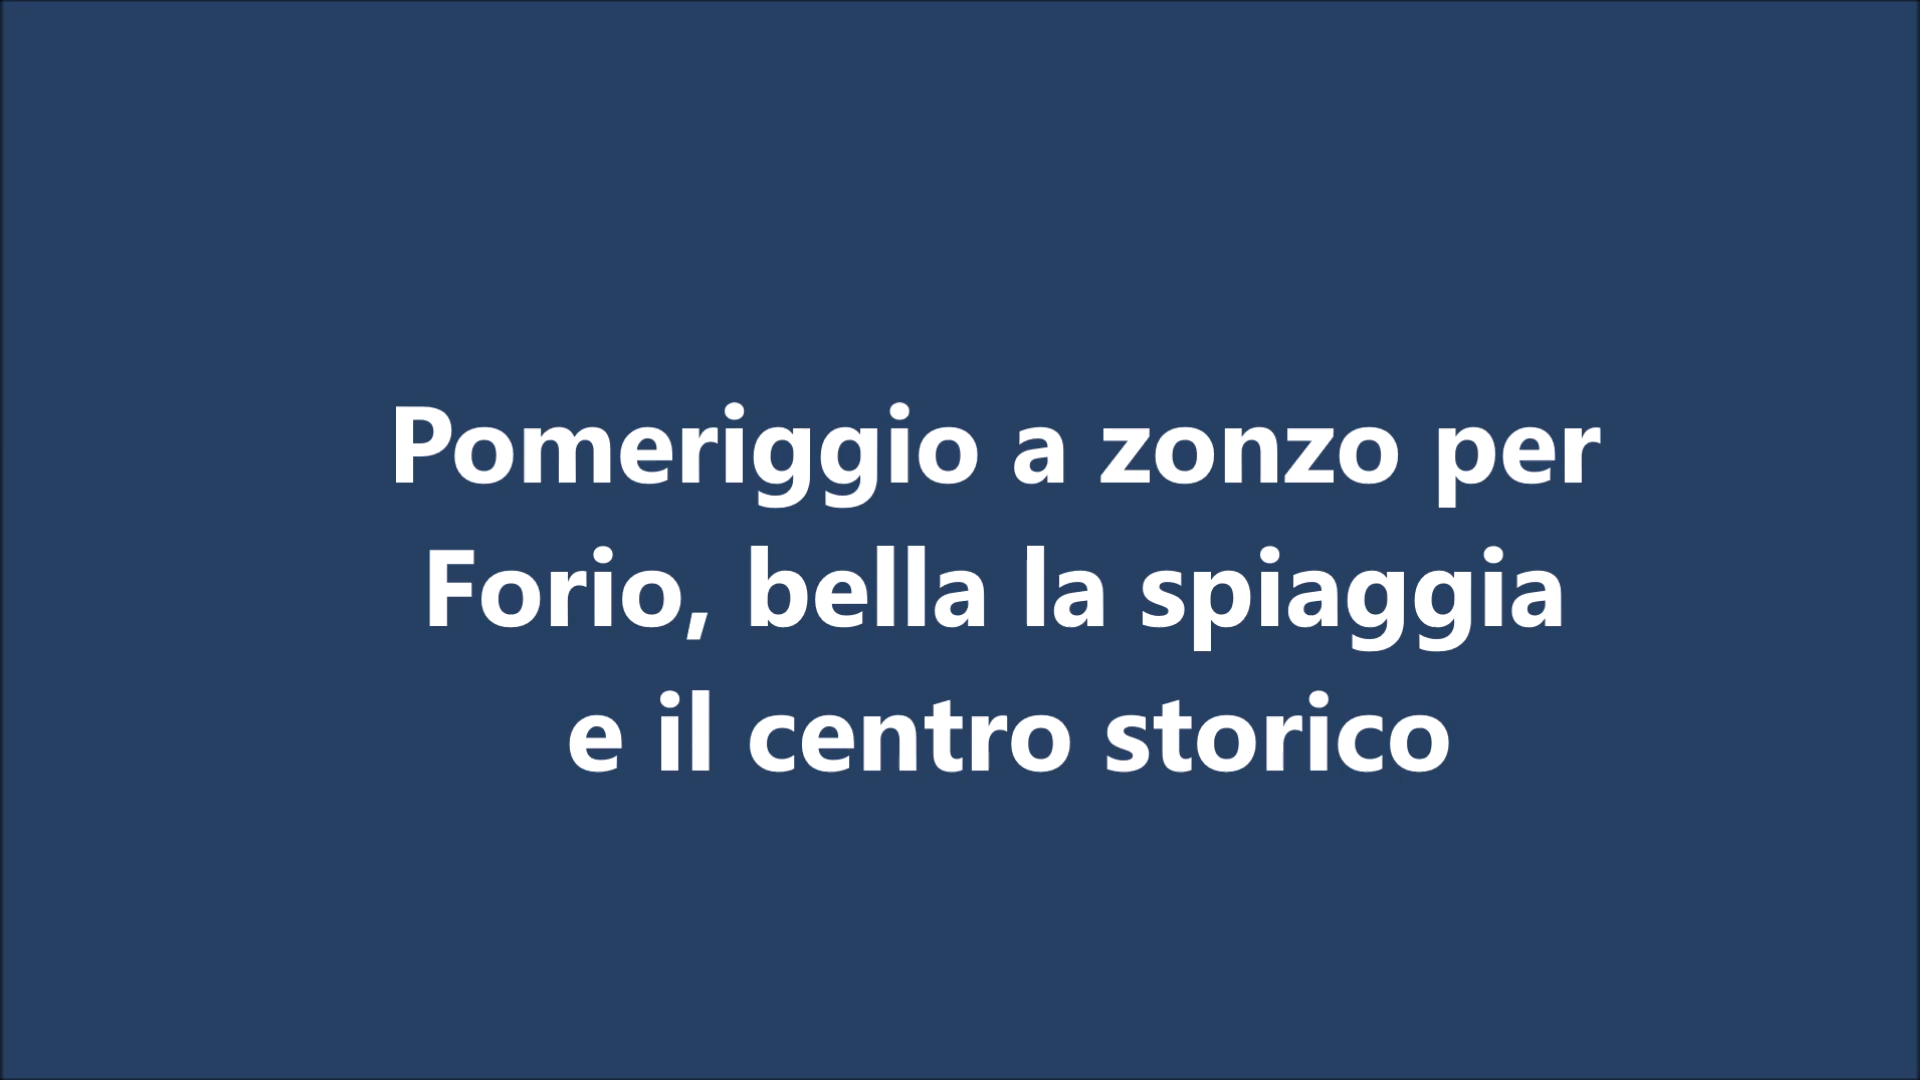 Pomeriggio a zonzo per
Forio, bella la spiaggia
e il centro storico